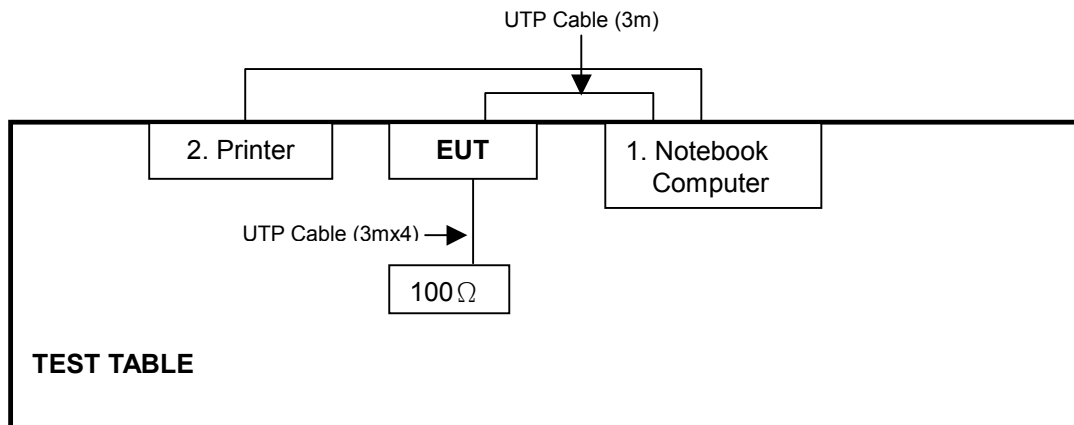 UTP Cable (3m)
2. Printer
EUT
1. Notebook
Computer
UTP Cable (3mx4)
100Ω
TEST TABLE